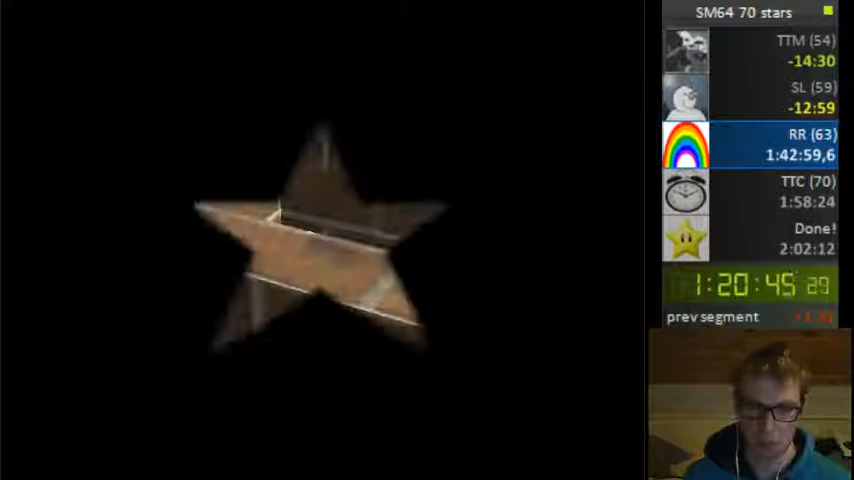 SM64 70 stars
TTM (54)
-14:30
SL (59)
-12:59
RR (63)
1:42:59,6
TTC (70)
1:58:24
Done!
2:02:12
1:20:45 29
prev segment